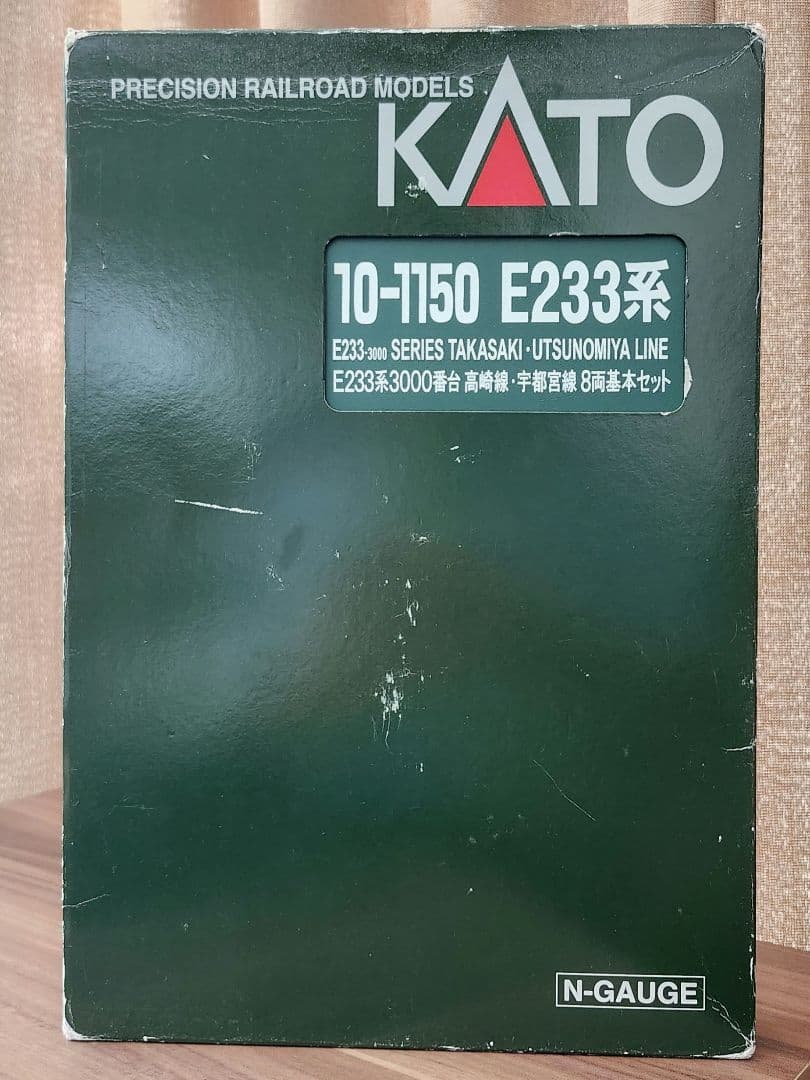 PRECISION RAILROAD MODELS
KATO
10-1150 E233系
E233-3000 SERIES TAKASAKI・UTSUNOMIYA LINE
E233系3000番台 高崎線・宇都宮線 8両基本セット
N-GAUGE